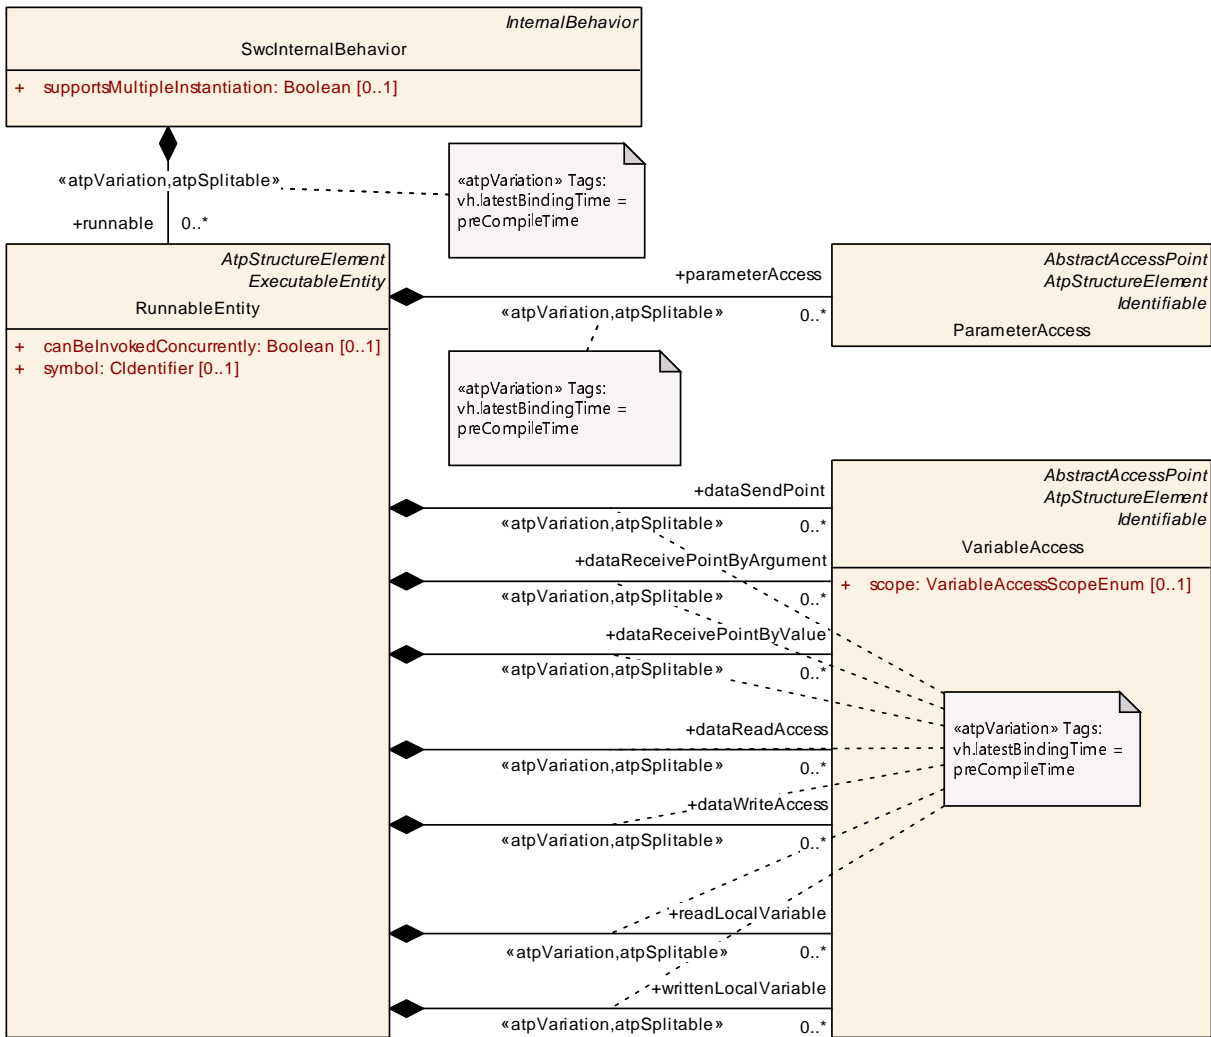 InternalBehavior
SwcInternalBehavior
+ supportsMultipleInstantiation: Boolean [0..1]
«atpVariation,atpSplitable»
+runnable 0..*
«atpVariation» Tags:
vh.latestBindingTime =
preCompileTime
AtpStructureElement
ExecutableEntity
RunnableEntity
+ canBeInvokedConcurrently: Boolean [0..1]
+ symbol: CIdentifier [0..1]
+parameterAccess
«atpVariation,atpSplitable» 0..*
AbstractAccessPoint
AtpStructureElement
Identifiable
ParameterAccess
«atpVariation» Tags:
vh.latestBindingTime =
preCompileTime
+dataSendPoint
«atpVariation,atpSplitable» 0..*
+dataReceivePointByArgument
«atpVariation,atpSplitable» 0..*
+dataReceivePointByValue
«atpVariation,atpSplitable» 0..*
+dataReadAccess
«atpVariation,atpSplitable» 0..*
+dataWriteAccess
«atpVariation,atpSplitable» 0..*
+readLocalVariable
«atpVariation,atpSplitable» 0..*
+writtenLocalVariable
«atpVariation,atpSplitable» 0..*
AbstractAccessPoint
AtpStructureElement
Identifiable
VariableAccess
+ scope: VariableAccessScopeEnum [0..1]
«atpVariation» Tags:
vh.latestBindingTime =
preCompileTime